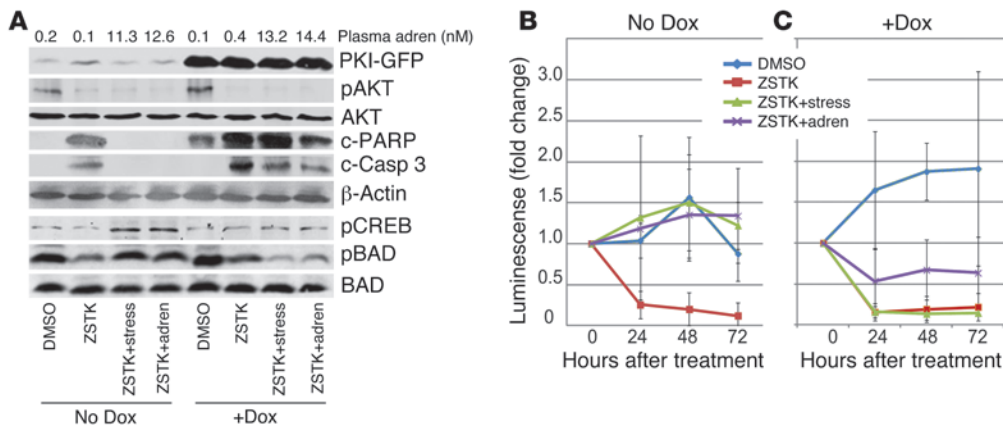 A
0.2 0.1 11.3 12.6 0.1 0.4 13.2 14.4 Plasma adren (nM)
PKI-GFP
pAKT
AKT
c-PARP
c-Casp 3
β-Actin
pCREB
pBAD
BAD
DMSO ZSTK ZSTK+stress ZSTK+adren DMSO ZSTK ZSTK+stress ZSTK+adren
No Dox +Dox
B No Dox
Luminescense (fold change)
3.0
2.5
2.0
1.5
1.0
0.5
0
0 24 48 72
Hours after treatment
DMSO
ZSTK
ZSTK+stress
ZSTK+adren
C +Dox
0 24 48 72
Hours after treatment